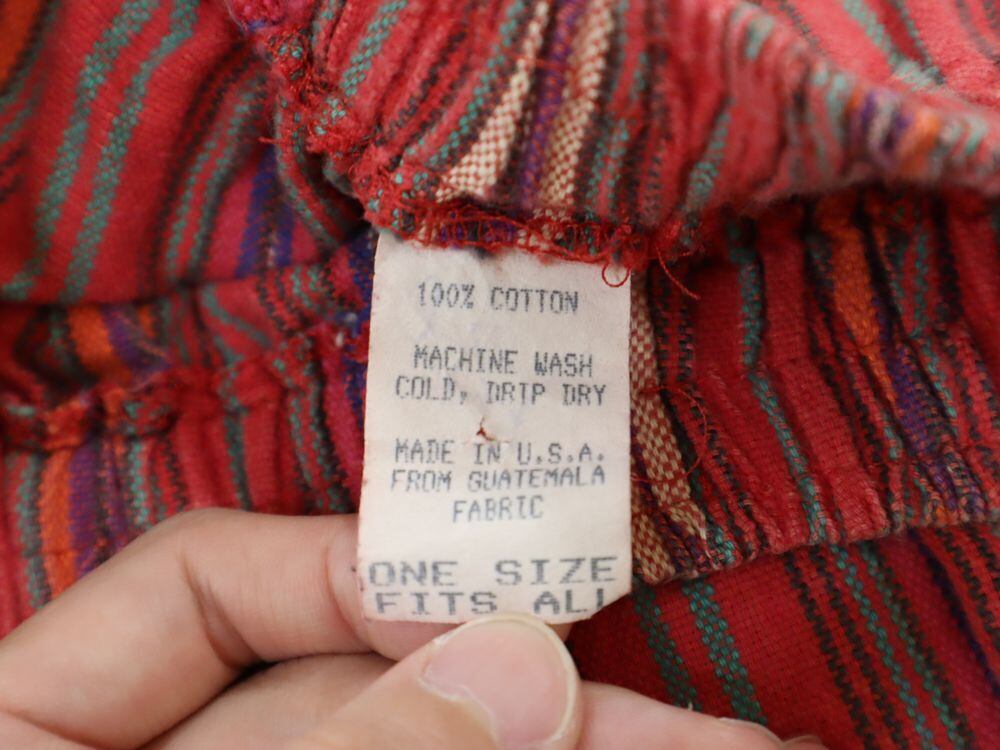 100% COTTON
MACHINE WASH
COLD, DRIP DRY
MADE IN U.S.A.
FROM GUATEMALA
FABRIC
ONE SIZE
FITS ALL